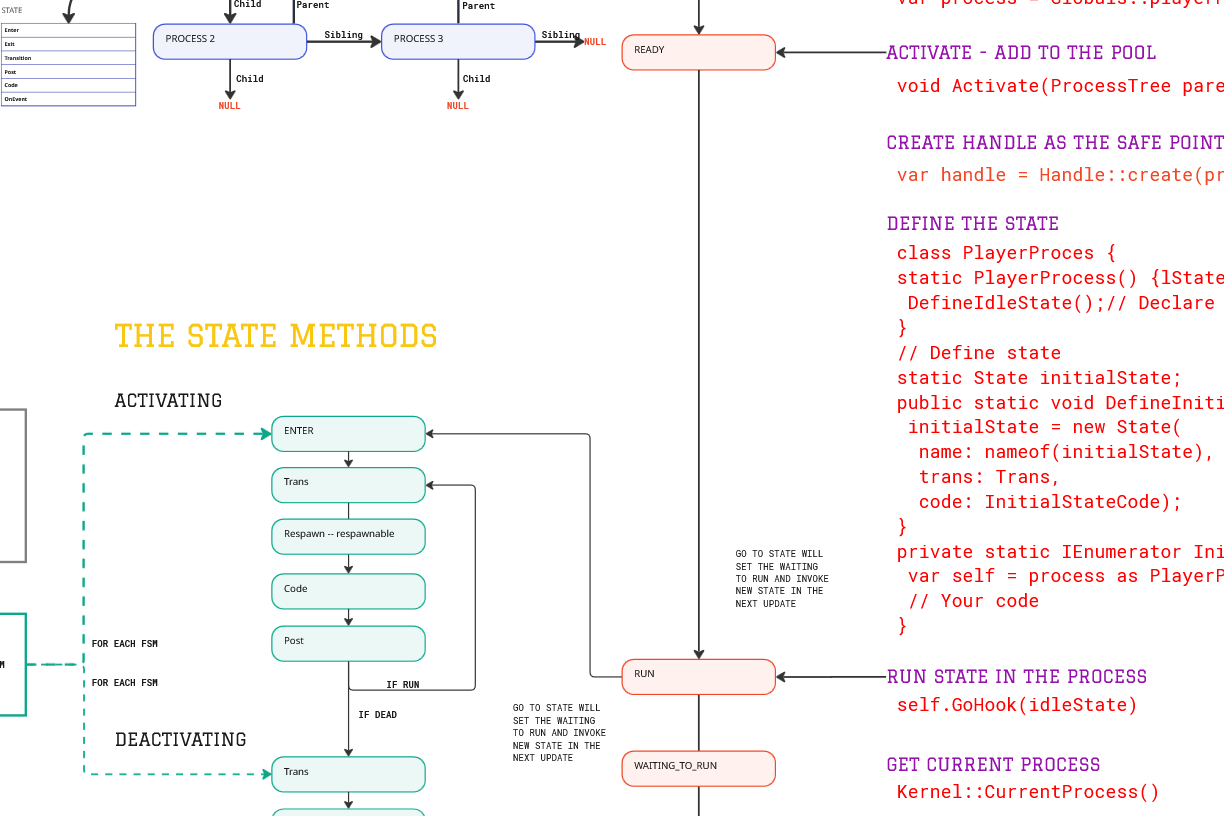 STATE
Enter
Exit
Transition
Post
Code
OnEvent
Child
Parent
Parent
PROCESS 2
Sibling
PROCESS 3
Sibling
NULL
Child
Child
NULL
NULL
READY
THE STATE METHODS
ACTIVATING
ENTER
Trans
Respawn -- respawnable
Code
Post
FOR EACH FSM
FOR EACH FSM
M
IF RUN
IF DEAD
DEACTIVATING
Trans
GO TO STATE WILL
SET THE WAITING
TO RUN AND INVOKE
NEW STATE IN THE
NEXT UPDATE
GO TO STATE WILL
SET THE WAITING
TO RUN AND INVOKE
NEW STATE IN THE
NEXT UPDATE
RUN
WAITING_TO_RUN
var process = Globals::player
ACTIVATE - ADD TO THE POOL
void Activate(ProcessTree pare
CREATE HANDLE AS THE SAFE POINT
var handle = Handle::create(pr
DEFINE THE STATE
class PlayerProces {
static PlayerProcess() {lState
DefineIdleState();// Declare
}
// Define state
static State initialState;
public static void DefineIniti
initialState = new State(
name: nameof(initialState),
trans: Trans,
code: InitialStateCode);
}
private static IEnumerator Ini
var self = process as PlayerP
// Your code
}
RUN STATE IN THE PROCESS
self.GoHook(idleState)
GET CURRENT PROCESS
Kernel::CurrentProcess()